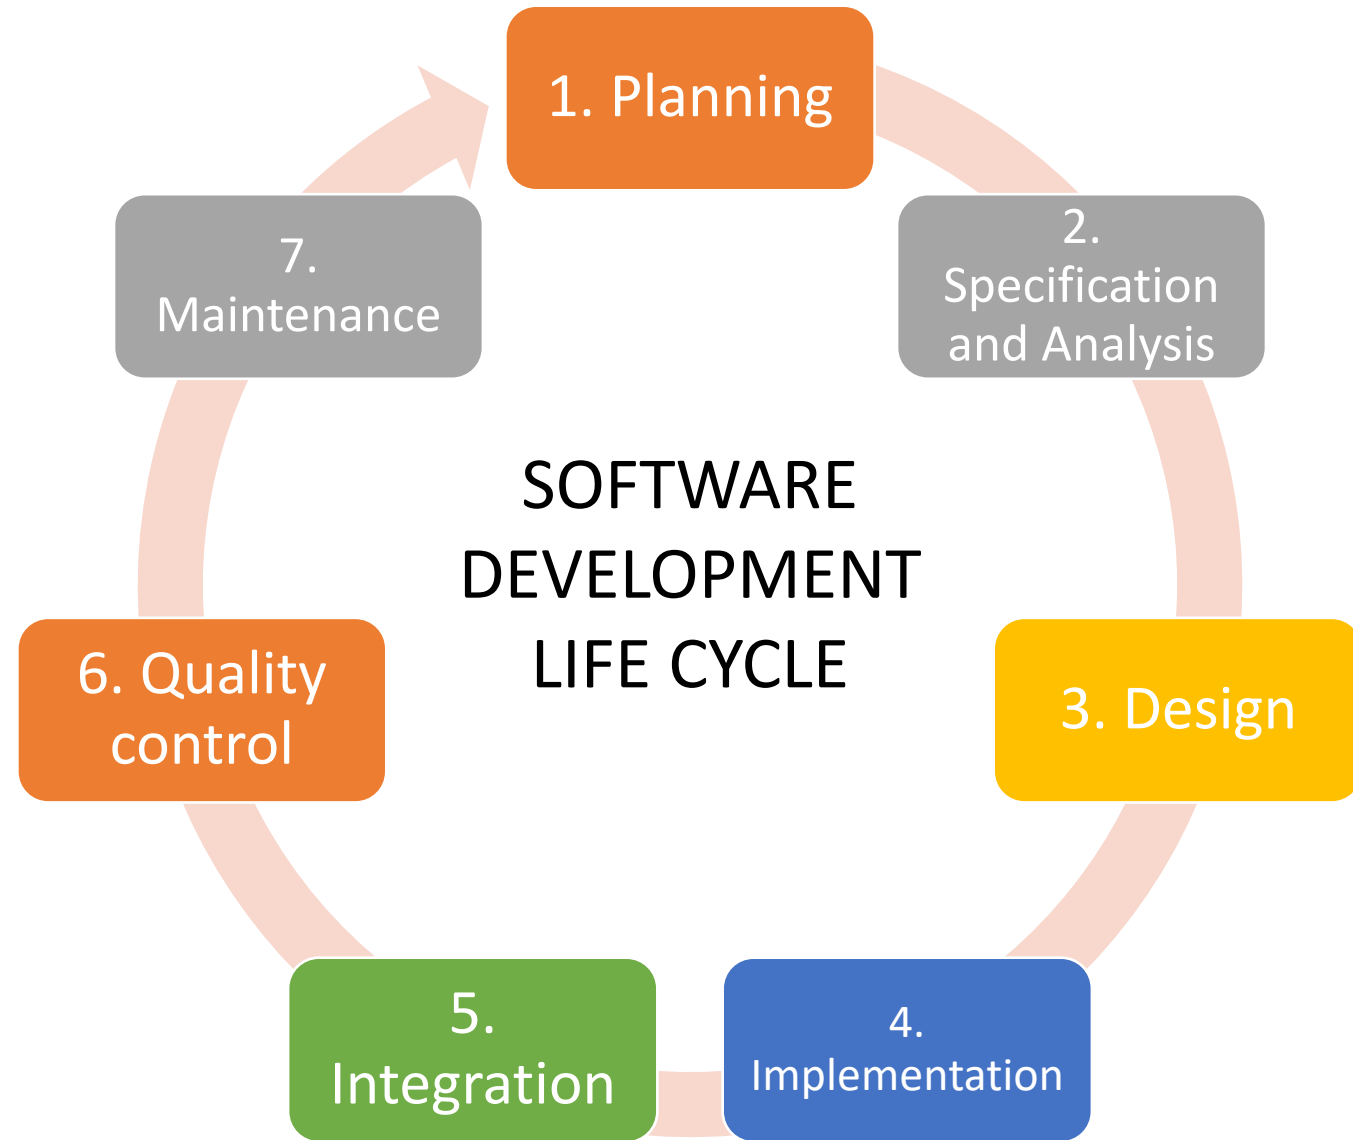 1. Planning
2.
Specification
and Analysis
3. Design
4.
Implementation
5.
Integration
6. Quality
control
7.
Maintenance
SOFTWARE
DEVELOPMENT
LIFE CYCLE